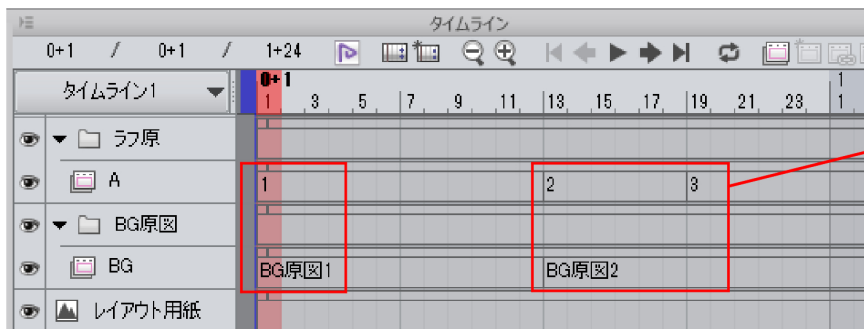 タイムライン
0+1 / 0+1 / 1+24
タイムライン1
0+1 1
1 3 5 7 9 11 13 15 17 19 21 23 1
ラフ原
A 1 2 3
BG原図
BG BG原図1 BG原図2
レイアウト用紙